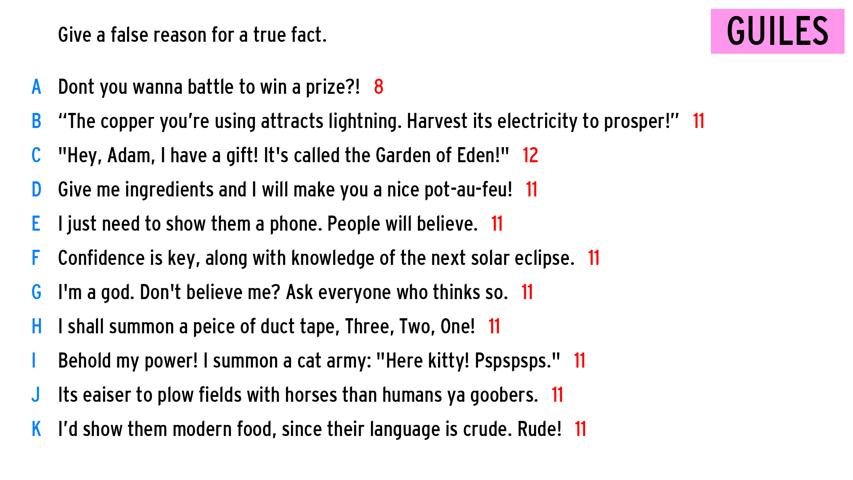 Give a false reason for a true fact.
GUILES
A Dont you wanna battle to win a prize?! 8
B “The copper you’re using attracts lightning. Harvest its electricity to prosper!” 11
C "Hey, Adam, I have a gift! It's called the Garden of Eden!" 12
D Give me ingredients and I will make you a nice pot-au-feu! 11
E I just need to show them a phone. People will believe. 11
F Confidence is key, along with knowledge of the next solar eclipse. 11
G I'm a god. Don't believe me? Ask everyone who thinks so. 11
H I shall summon a peice of duct tape, Three, Two, One! 11
I Behold my power! I summon a cat army: "Here kitty! Pspspsps." 11
J Its eaiser to plow fields with horses than humans ya goobers. 11
K I’d show them modern food, since their language is crude. Rude! 11